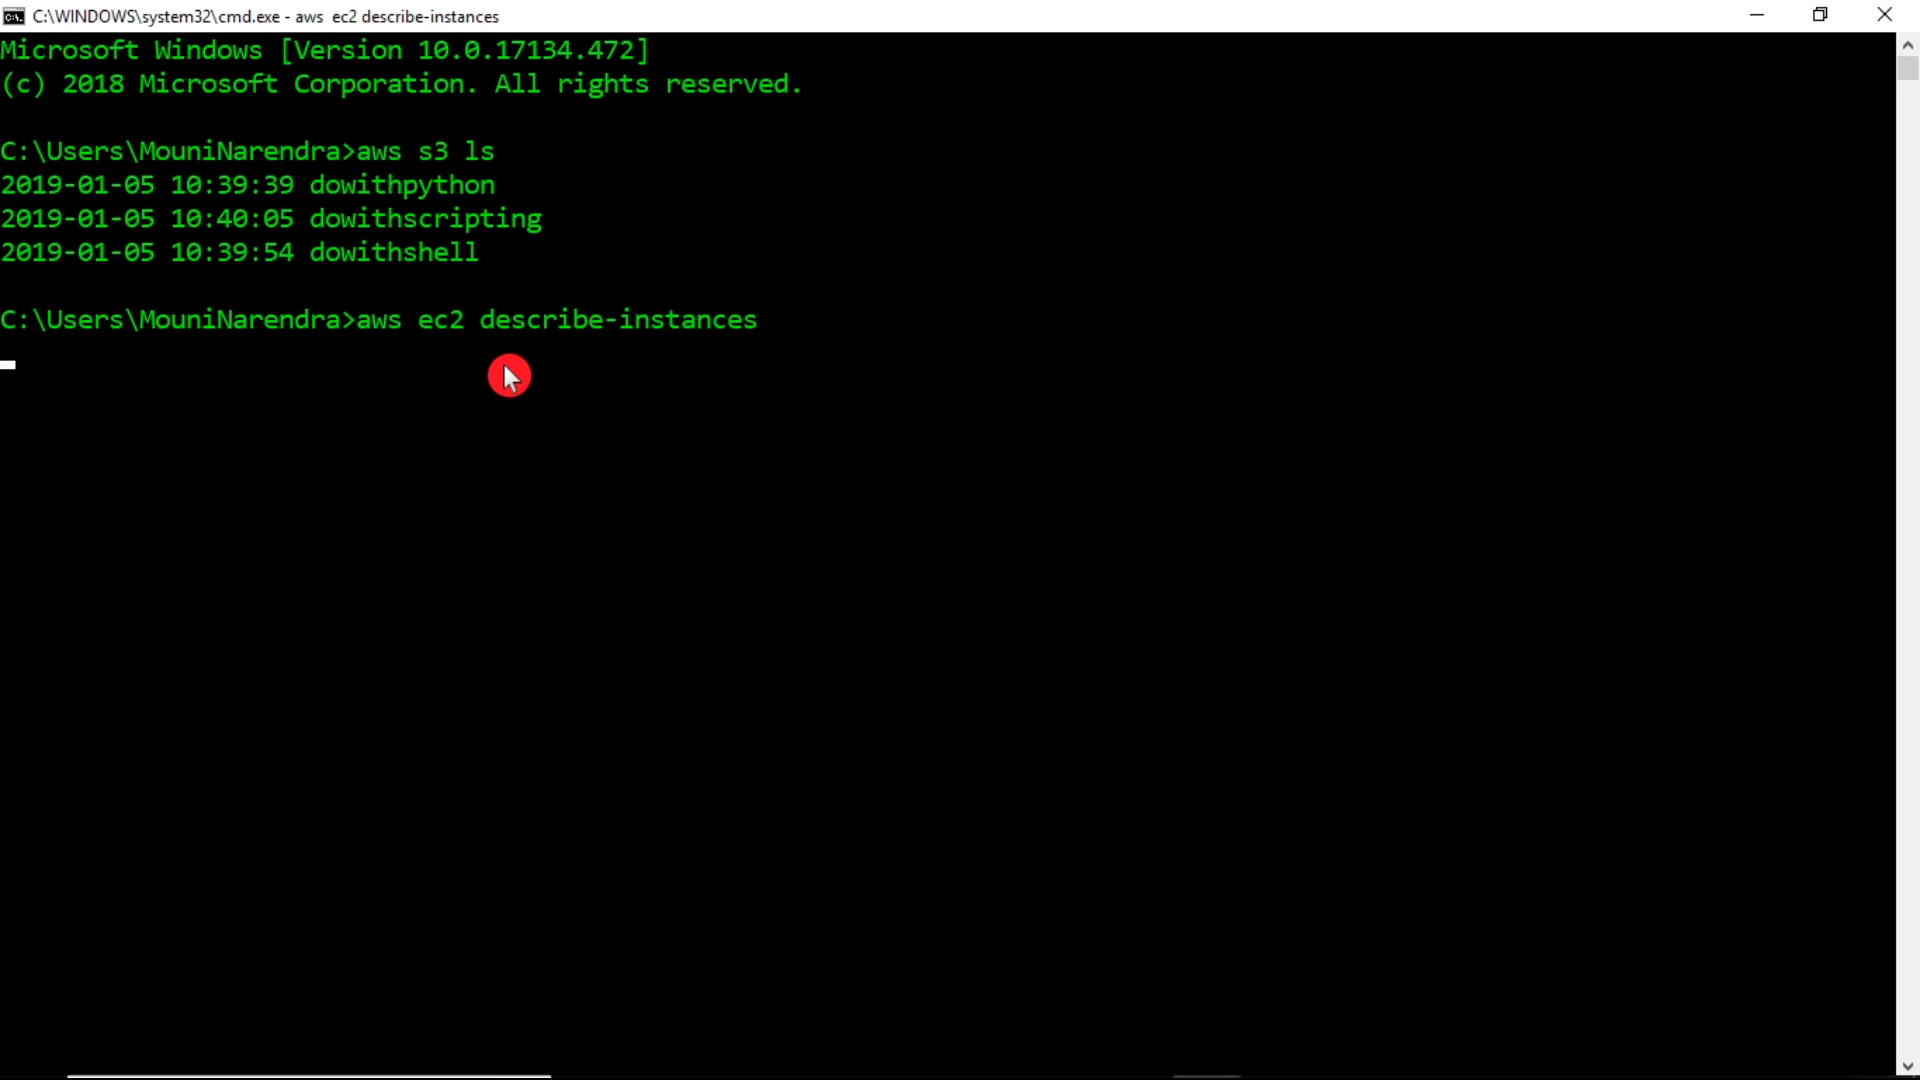 C:\WINDOWS\system32\cmd.exe - aws  ec2 describe-instances
Microsoft Windows [Version 10.0.17134.472]
(c) 2018 Microsoft Corporation. All rights reserved.
C:\Users\MouniNarendra>aws s3 ls
2019-01-05 10:39:39 dowithpython
2019-01-05 10:40:05 dowithscripting
2019-01-05 10:39:54 dowithshell
C:\Users\MouniNarendra>aws ec2 describe-instances